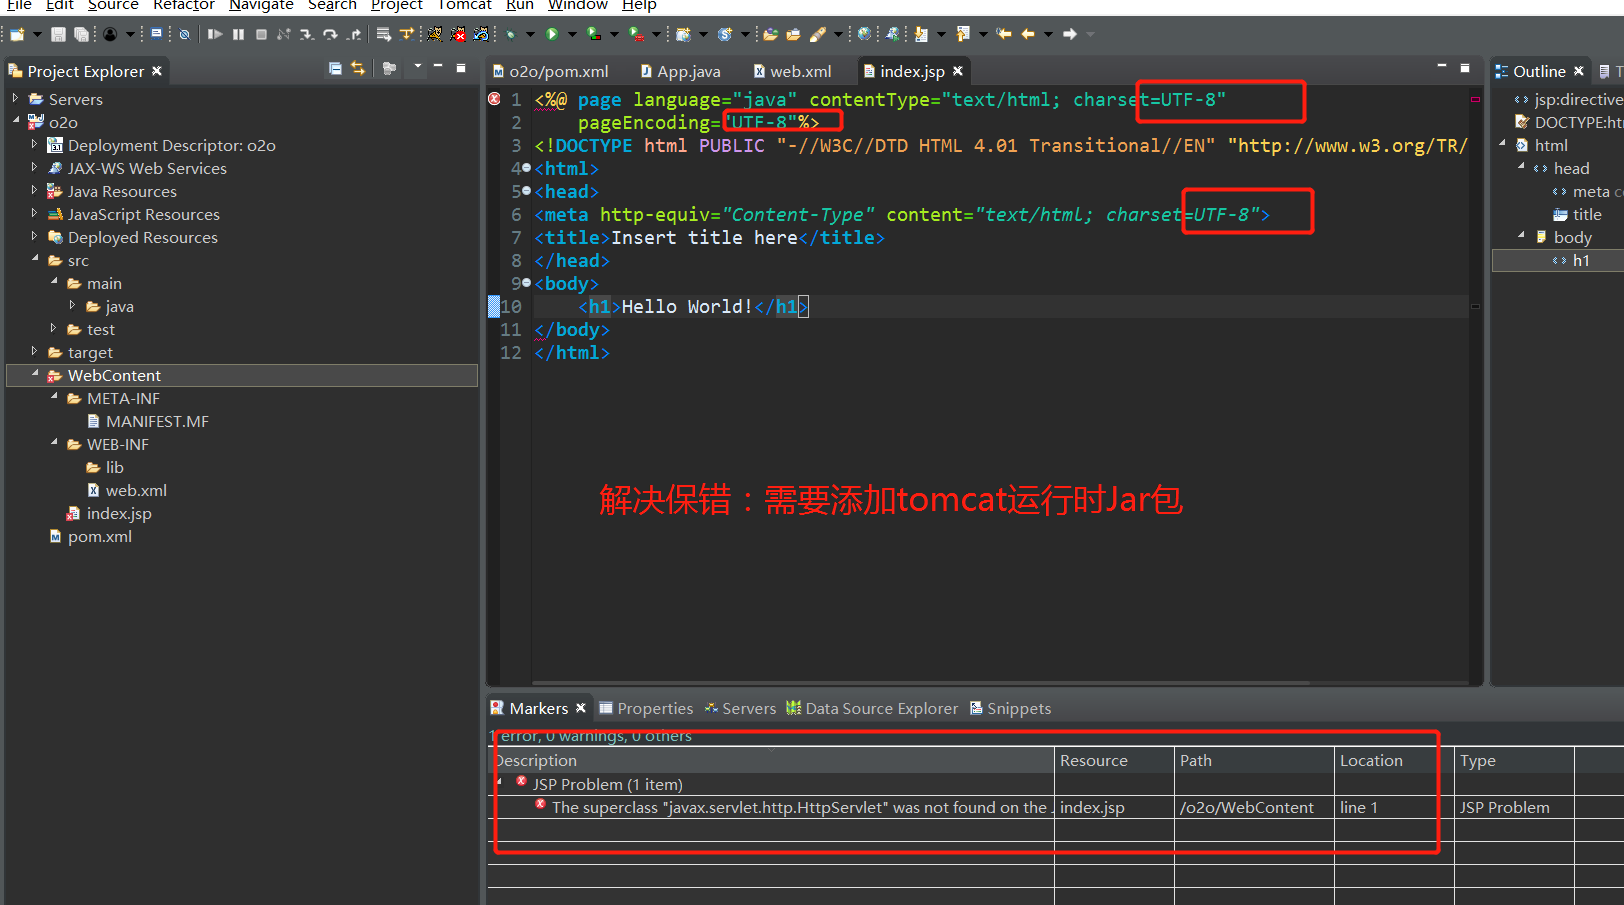 File Edit Source Refactor Navigate Search Project Tomcat Run Window Help
Project Explorer
Servers
o2o
Deployment Descriptor: o2o
JAX-WS Web Services
Java Resources
JavaScript Resources
Deployed Resources
src
main
java
test
target
WebContent
META-INF
MANIFEST.MF
WEB-INF
lib
web.xml
index.jsp
pom.xml
o2o/pom.xml App.java web.xml index.jsp
1 <%@ page language="java" contentType="text/html; charset=UTF-8"
2 pageEncoding="UTF-8"%>
3 <!DOCTYPE html PUBLIC "-//W3C//DTD HTML 4.01 Transitional//EN" "http://www.w3.org/TR/
4 <html>
5 <head>
6 <meta http-equiv="Content-Type" content="text/html; charset=UTF-8">
7 <title>Insert title here</title>
8 </head>
9 <body>
10 <h1>Hello World!</h1>
11 </body>
12 </html>
解决保错：需要添加tomcat运行时Jar包
Outline
jsp:directive
DOCTYPE:ht
html
head
meta co
title
body
h1
Markers Properties Servers Data Source Explorer Snippets
1 error, 0 warnings, 0 others
Description Resource Path Location Type
JSP Problem (1 item)
The superclass "javax.servlet.http.HttpServlet" was not found on the index.jsp /o2o/WebContent line 1 JSP Problem